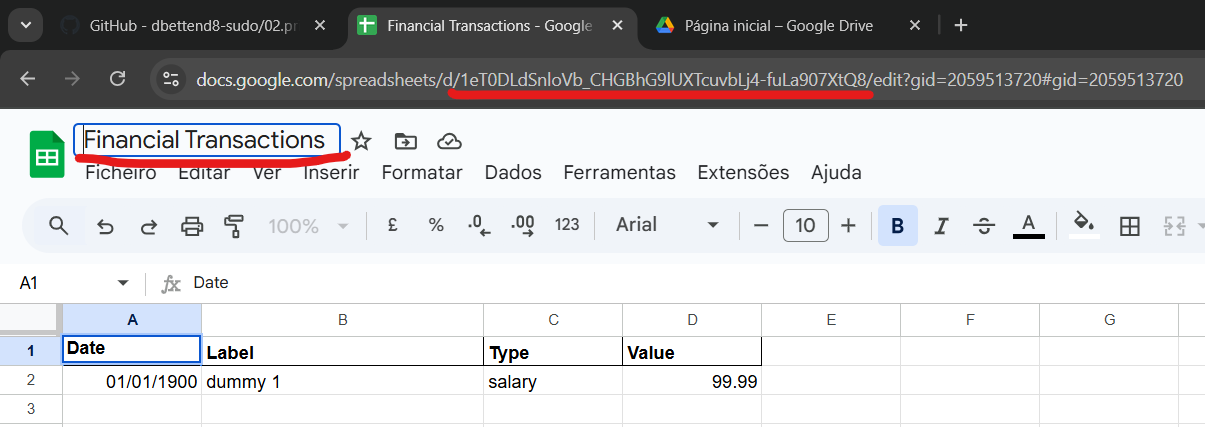 GitHub - dbettend8-sudo/02.pr
Financial Transactions - Google
Página inicial – Google Drive
docs.google.com/spreadsheets/d/1eT0DLdSnloVb_CHGBhG9lUXTcuvbLj4-fuLa907XtQ8/edit?gid=2059513720#gid=2059513720
Financial Transactions
Ficheiro Editar Ver Inserir Formatar Dados Ferramentas Extensões Ajuda
100% £ % .0 .00 123 Arial 10 B I S A
A1 fx Date
A B C D E F G
1 Date Label Type Value
2 01/01/1900 dummy 1 salary 99.99
3